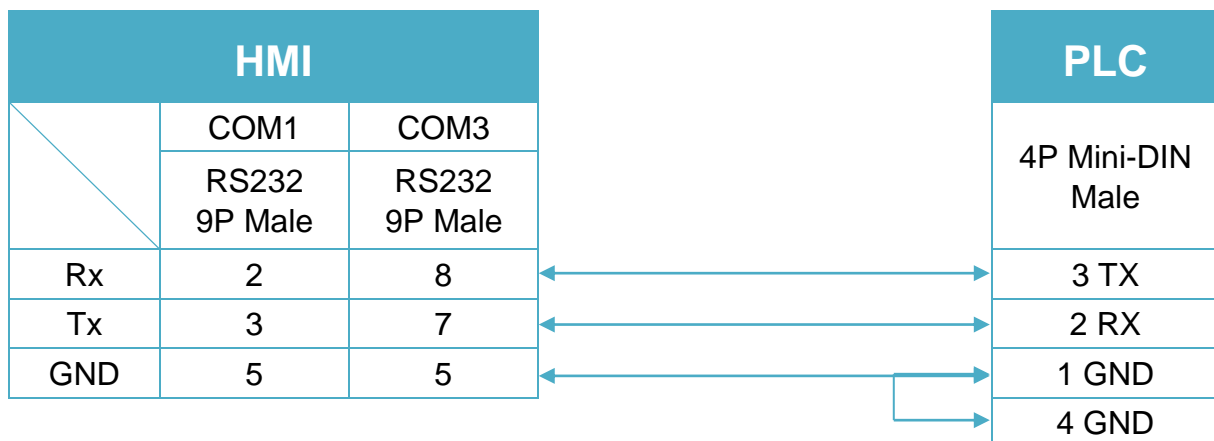 HMI
PLC
COM1 COM3
RS232 RS232
9P Male 9P Male
4P Mini-DIN
Male
Rx 2 8 3 TX
Tx 3 7 2 RX
GND 5 5 1 GND
4 GND